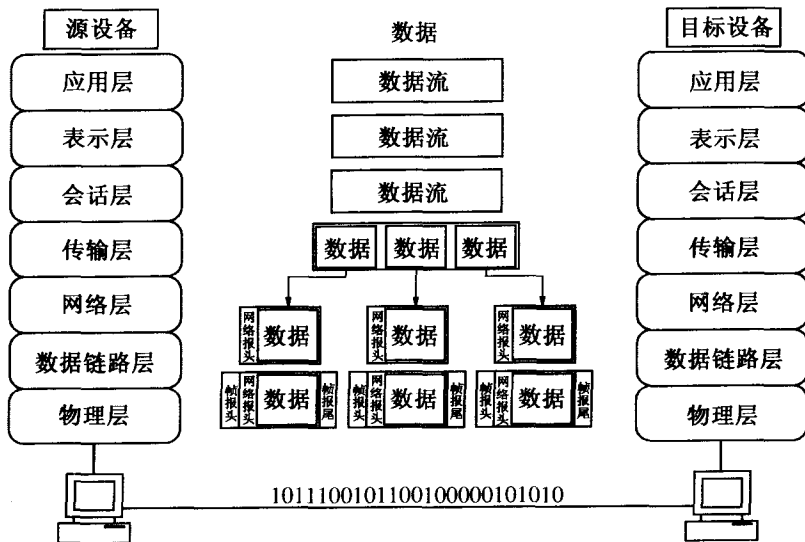 源设备
数据
目标设备
应用层
数据流
应用层
表示层
数据流
表示层
会话层
数据流
会话层
传输层
数据 数据 数据
传输层
网络层
网络报头 数据
网络报头 数据
网络报头 数据
网络层
数据链路层
帧报头 网络报头 数据 帧报尾
帧报头 网络报头 数据 帧报尾
帧报头 网络报头 数据 帧报尾
数据链路层
物理层
物理层
1011100101100100000101010